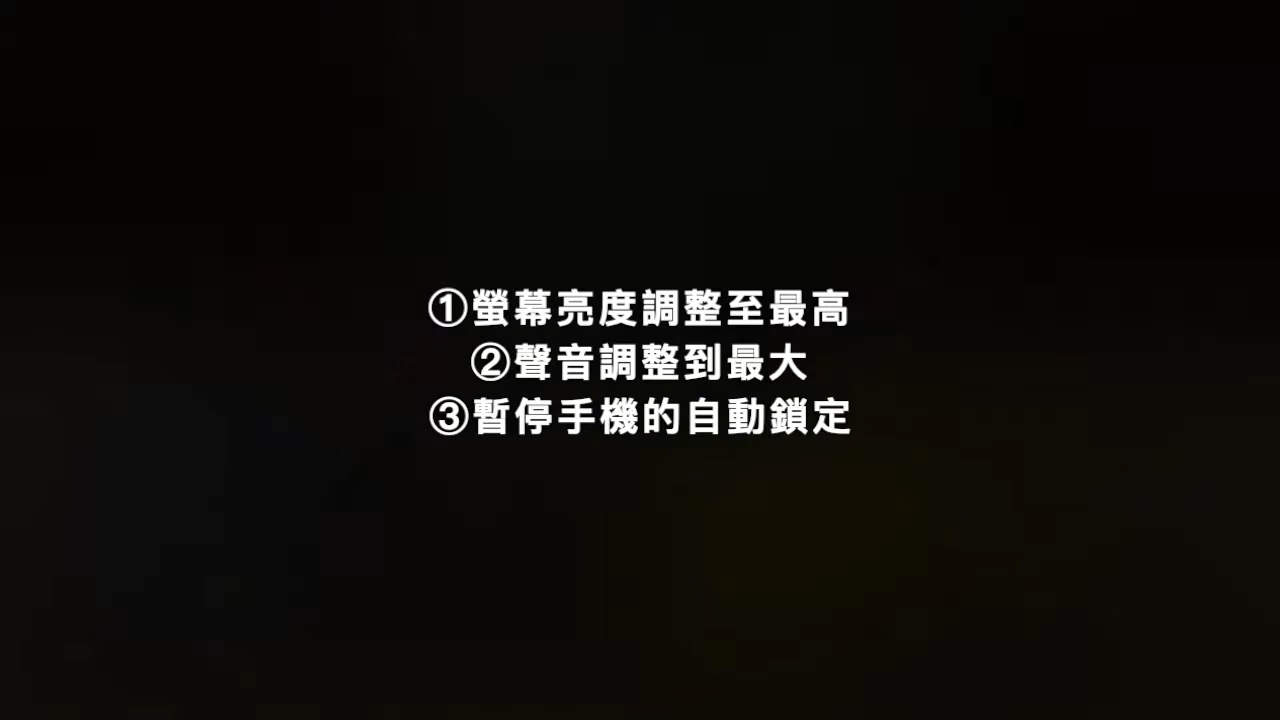 ①螢幕亮度調整至最高
②聲音調整到最大
③暫停手機的自動鎖定